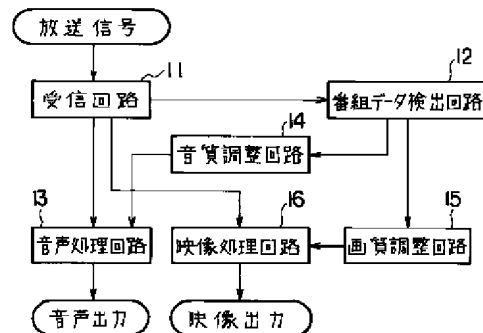 放送信号
11
受信回路
12
番組データ検出回路
14
音質調整回路
13
音声処理回路
16
映像処理回路
15
画質調整回路
音声出力
映像出力